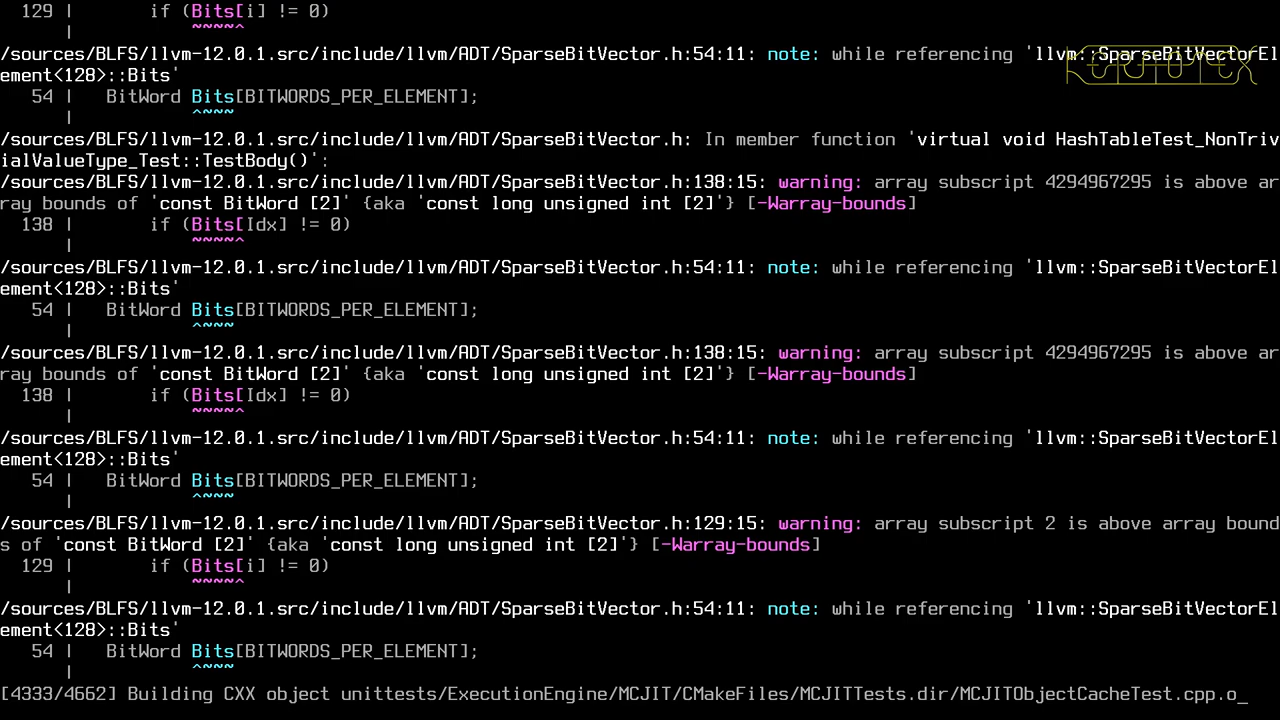 129 |       if (Bits[i] != 0)
      |           ~~~~^
/sources/BLFS/llvm-12.0.1.src/include/llvm/ADT/SparseBitVector.h:54:11: note: while referencing 'llvm::SparseBitVectorEl
ement<128>::Bits'
   54 |   BitWord Bits[BITWORDS_PER_ELEMENT];
      |           ^~~~
/sources/BLFS/llvm-12.0.1.src/include/llvm/ADT/SparseBitVector.h: In member function 'virtual void HashTableTest_NonTriv
ialValueType_Test::TestBody()':
/sources/BLFS/llvm-12.0.1.src/include/llvm/ADT/SparseBitVector.h:138:15: warning: array subscript 4294967295 is above ar
ray bounds of 'const BitWord [2]' {aka 'const long unsigned int [2]'} [-Warray-bounds]
  138 |       if (Bits[Idx] != 0)
      |           ~~~~^
/sources/BLFS/llvm-12.0.1.src/include/llvm/ADT/SparseBitVector.h:54:11: note: while referencing 'llvm::SparseBitVectorEl
ement<128>::Bits'
   54 |   BitWord Bits[BITWORDS_PER_ELEMENT];
      |           ^~~~
/sources/BLFS/llvm-12.0.1.src/include/llvm/ADT/SparseBitVector.h:138:15: warning: array subscript 4294967295 is above ar
ray bounds of 'const BitWord [2]' {aka 'const long unsigned int [2]'} [-Warray-bounds]
  138 |       if (Bits[Idx] != 0)
      |           ~~~~^
/sources/BLFS/llvm-12.0.1.src/include/llvm/ADT/SparseBitVector.h:54:11: note: while referencing 'llvm::SparseBitVectorEl
ement<128>::Bits'
   54 |   BitWord Bits[BITWORDS_PER_ELEMENT];
      |           ^~~~
/sources/BLFS/llvm-12.0.1.src/include/llvm/ADT/SparseBitVector.h:129:15: warning: array subscript 2 is above array bound
s of 'const BitWord [2]' {aka 'const long unsigned int [2]'} [-Warray-bounds]
  129 |       if (Bits[i] != 0)
      |           ~~~~^
/sources/BLFS/llvm-12.0.1.src/include/llvm/ADT/SparseBitVector.h:54:11: note: while referencing 'llvm::SparseBitVectorEl
ement<128>::Bits'
   54 |   BitWord Bits[BITWORDS_PER_ELEMENT];
      |           ^~~~
[4333/4662] Building CXX object unittests/ExecutionEngine/MCJIT/CMakeFiles/MCJITTests.dir/MCJITObjectCacheTest.cpp.o_